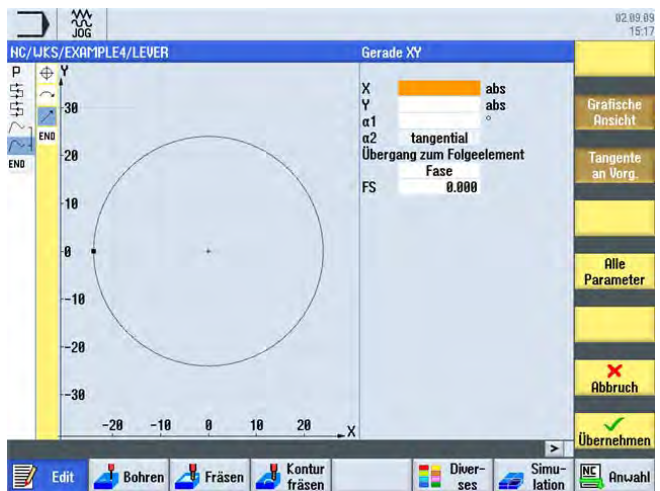 JOG
02.09.09
15:17
NC/WKS/EXAMPLE4/LEVER
Gerade XY
P
END
END
Y
30
20
10
0
-10
-20
-30
-20 -10 0 10 20 X
X abs
Y abs
α1 °
α2 tangential
Übergang zum Folgeelement
Fase
FS 0.000
Grafische
Ansicht
Tangente
an Vorg.
Alle
Parameter
Abbruch
Übernehmen
>
Edit
Bohren
Fräsen
Kontur
fräsen
Diver-
ses
Simu-
lation
NC
Anwahl